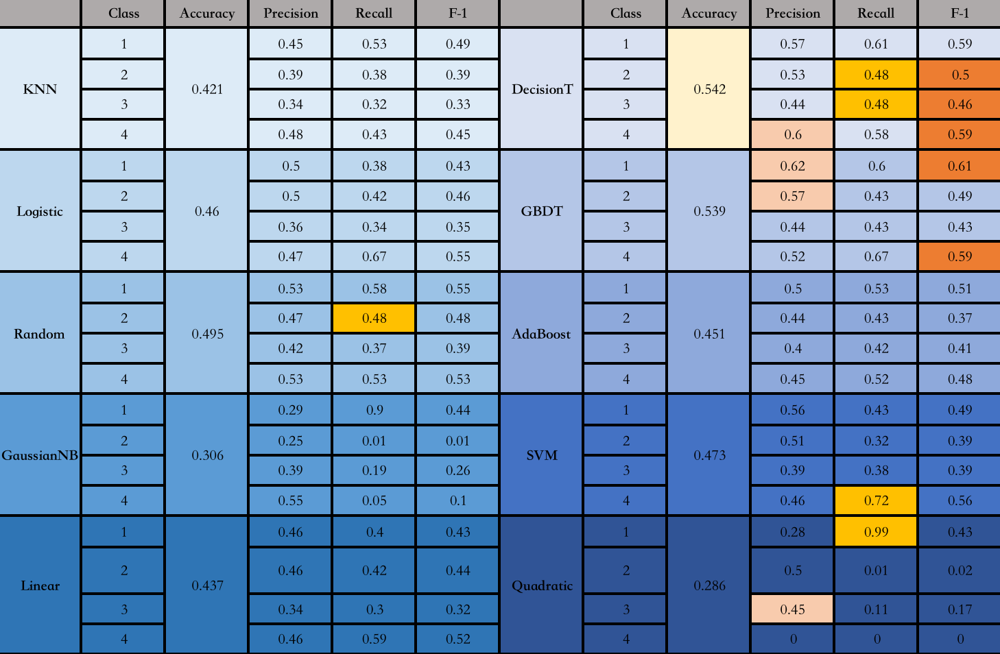 Class Accuracy Precision Recall F-1 Class Accuracy Precision Recall F-1
1 0.45 0.53 0.49 1 0.57 0.61 0.59
2 0.39 0.38 0.39 2 0.53 0.48 0.5
KNN 0.421 DecisionT 0.542
3 0.34 0.32 0.33 3 0.44 0.48 0.46
4 0.48 0.43 0.45 4 0.6 0.58 0.59
1 0.5 0.38 0.43 1 0.62 0.6 0.61
2 0.5 0.42 0.46 2 0.57 0.43 0.49
Logistic 0.46 GBDT 0.539
3 0.36 0.34 0.35 3 0.44 0.43 0.43
4 0.47 0.67 0.55 4 0.52 0.67 0.59
1 0.53 0.58 0.55 1 0.5 0.53 0.51
2 0.47 0.48 0.48 2 0.44 0.43 0.37
Random 0.495 AdaBoost 0.451
3 0.42 0.37 0.39 3 0.4 0.42 0.41
4 0.53 0.53 0.53 4 0.45 0.52 0.48
1 0.29 0.9 0.44 1 0.56 0.43 0.49
2 0.25 0.01 0.01 2 0.51 0.32 0.39
GaussianNB 0.306 SVM 0.473
3 0.39 0.19 0.26 3 0.39 0.38 0.39
4 0.55 0.05 0.1 4 0.46 0.72 0.56
1 0.46 0.4 0.43 1 0.28 0.99 0.43
2 0.46 0.42 0.44 2 0.5 0.01 0.02
Linear 0.437 Quadratic 0.286
3 0.34 0.3 0.32 3 0.45 0.11 0.17
4 0.46 0.59 0.52 4 0 0 0